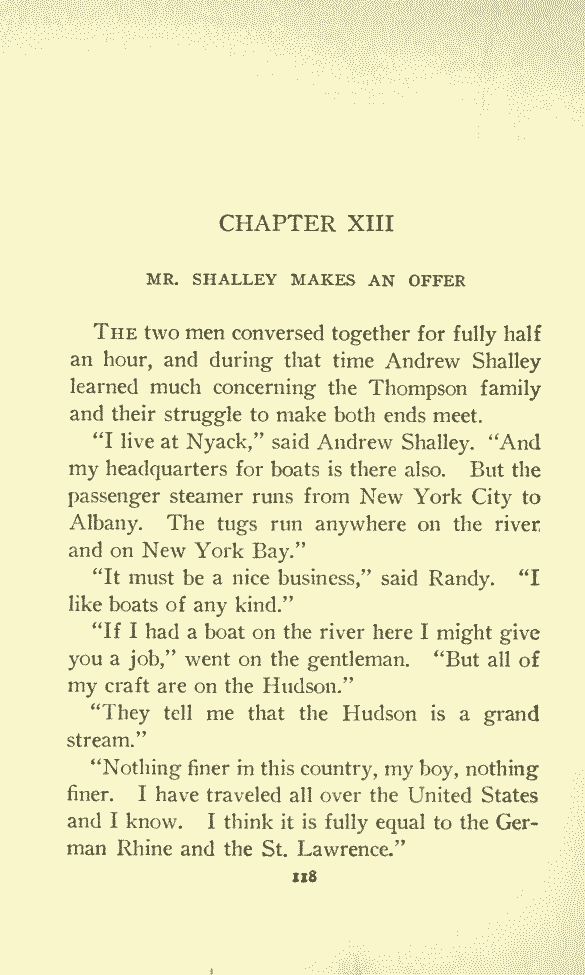 CHAPTER XIII
MR. SHALLEY MAKES AN OFFER
THE two men conversed together for fully half
an hour, and during that time Andrew Shalley
learned much concerning the Thompson family
and their struggle to make both ends meet.
“I live at Nyack,” said Andrew Shalley. “And
my headquarters for boats is there also. But the
passenger steamer runs from New York City to
Albany. The tugs run anywhere on the river
and on New York Bay.”
“It must be a nice business,” said Randy. “I
like boats of any kind.”
“If I had a boat on the river here I might give
you a job,” went on the gentleman. “But all of
my craft are on the Hudson.”
“They tell me that the Hudson is a grand
stream.”
“Nothing finer in this country, my boy, nothing
finer. I have traveled all over the United States
and I know. I think it is fully equal to the Ger-
man Rhine and the St. Lawrence.”
118